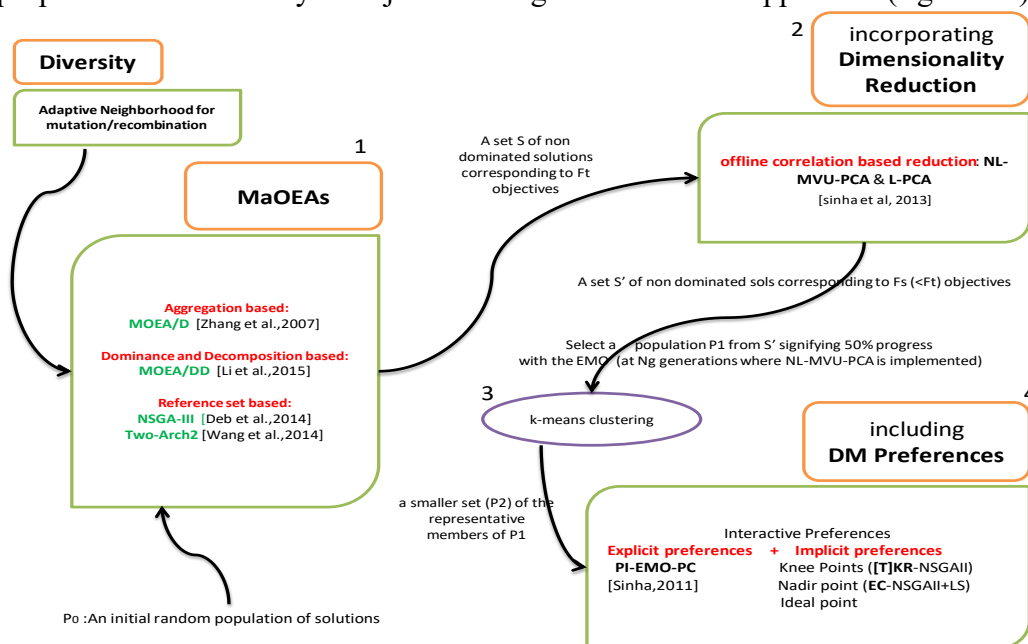 Diversity
Adaptive Neighborhood for
mutation/recombination
1
MaOEAs
Aggregation based:
MOEA/D [Zhang et al.,2007]
Dominance and Decomposition based:
MOEA/DD [Li et al.,2015]
Reference set based:
NSGA-III [Deb et al.,2014]
Two-Arch2 [Wang et al.,2014]
P0 :An initial random population of solutions
A set S of non
dominated solutions
corresponding to Ft
objectives
2
incorporating
Dimensionality
Reduction
offline correlation based reduction: NL-
MVU-PCA & L-PCA
[sinha et al, 2013]
A set S’ of non dominated sols corresponding to Fs (<Ft) objectives
Select a population P1 from S’ signifying 50% progress
with the EMO (at Ng generations where NL-MVU-PCA is implemented)
3
k-means clustering
a smaller set (P2) of the
representative
members of P1
4
including
DM Preferences
Interactive Preferences
Explicit preferences + Implicit preferences
PI-EMO-PC Knee Points ([T]KR-NSGAII)
[Sinha,2011] Nadir point (EC-NSGAII+LS)
Ideal point